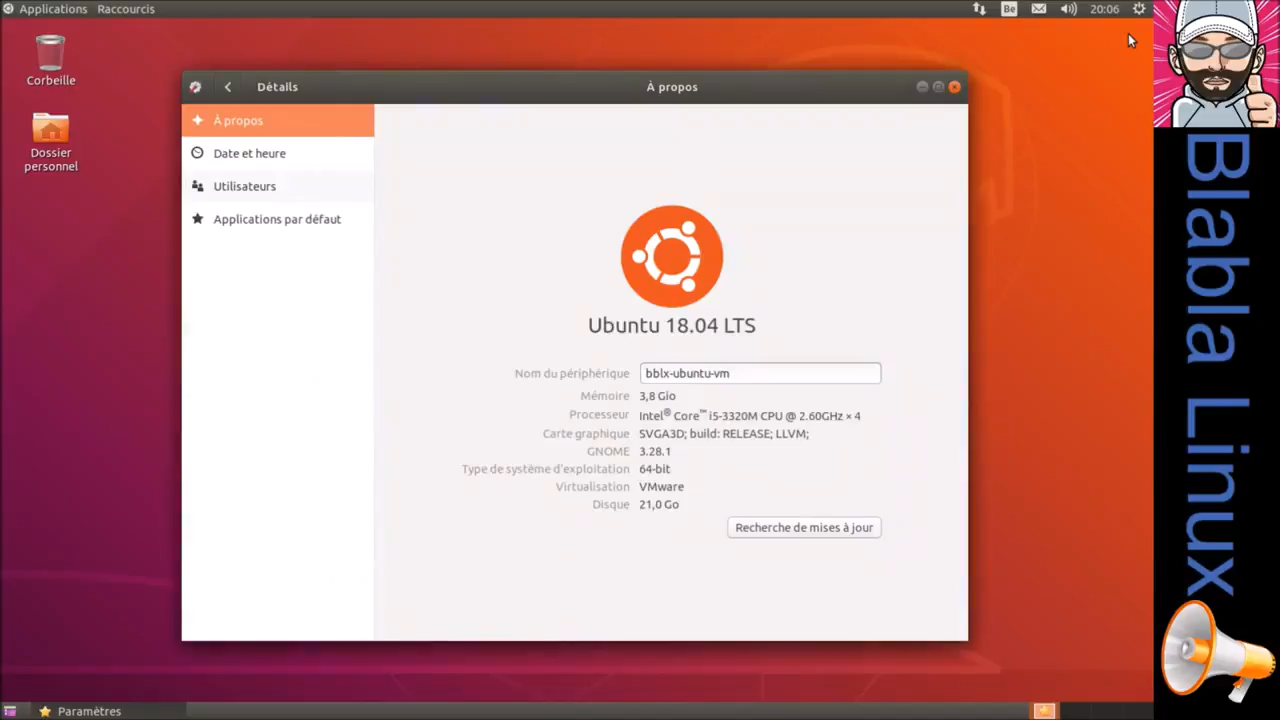 Applications Raccourcis
Be
20:06
Corbeille
Dossier
personnel
Détails
À propos
À propos
Date et heure
Utilisateurs
Applications par défaut
Ubuntu 18.04 LTS
Nom du périphérique bblx-ubuntu-vm
Mémoire 3,8 Gio
Processeur Intel® Core™ i5-3320M CPU @ 2.60GHz × 4
Carte graphique SVGA3D; build: RELEASE; LLVM;
GNOME 3.28.1
Type de système d'exploitation 64-bit
Virtualisation VMware
Disque 21,0 Go
Recherche de mises à jour
Paramètres
Blabla Linux